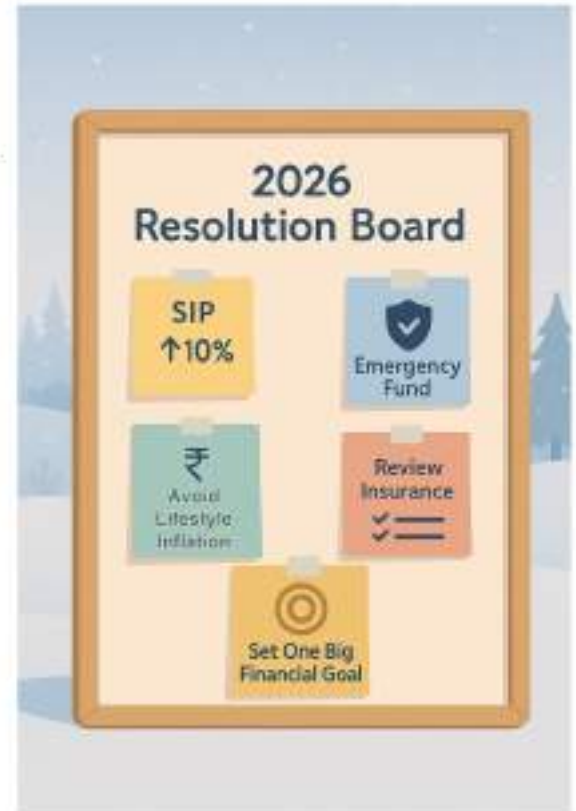 2026
Resolution Board
SIP
↑10%
Emergency
Fund
₹
Avoid
Lifestyle
Inflation
Review
Insurance
Set One Big
Financial Goal